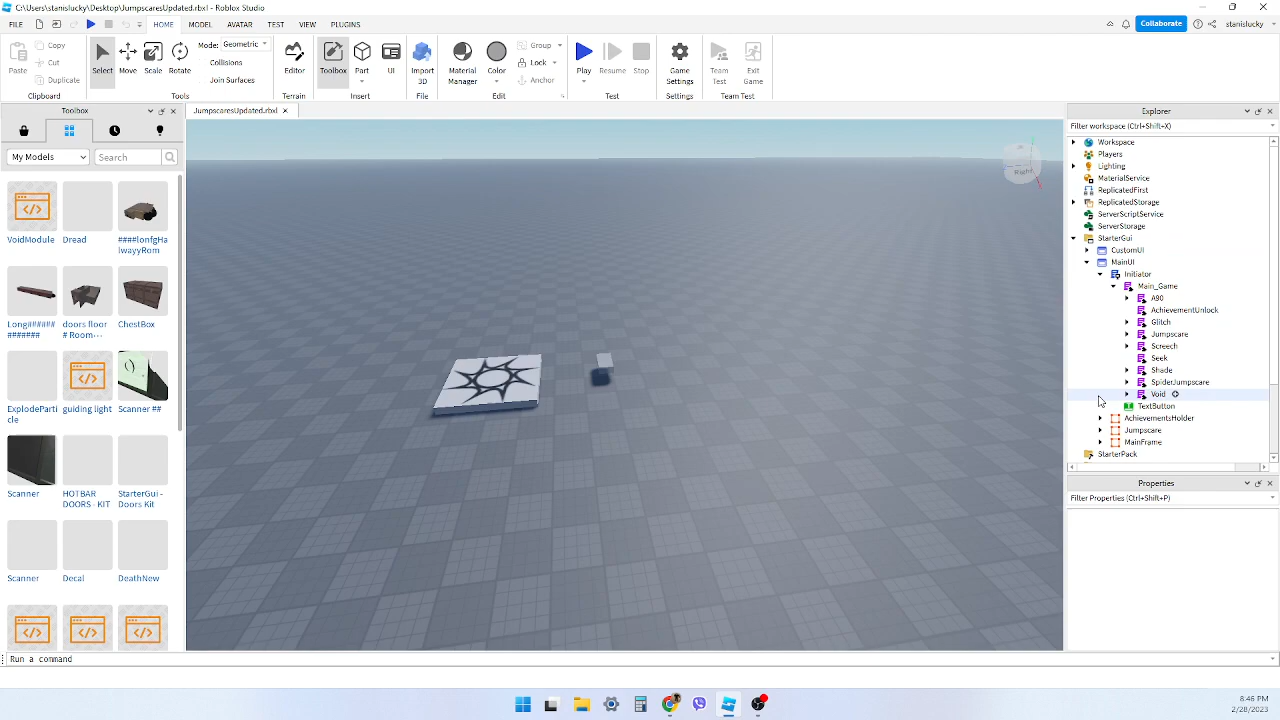 C:\Users\stanislucky\Desktop\JumpscaresUpdated.rbxl - Roblox Studio
FILE HOME MODEL AVATAR TEST VIEW PLUGINS Collaborate stanislucky
Paste Copy Cut Duplicate Clipboard
Select Move Scale Rotate Mode: Geometric Collisions Join Surfaces Tools
Editor Terrain
Toolbox Part UI Insert
Import 3D File
Material Manager Color Group Lock Anchor Edit
Play Resume Stop Test
Game Settings Settings
Team Test Exit Game Team Test
Toolbox
My Models Search
VoidModule Dread ####lonfgHalwayyRom
Long############# doors floor # Room--- ChestBox
ExplodeParticle guiding light Scanner ##
Scanner HOTBAR DOORS - KIT StarterGui - Doors Kit
Scanner Decal DeathNew
JumpscaresUpdated.rbxl
Right
Explorer
Filter workspace (Ctrl+Shift+X)
Workspace
Players
Lighting
MaterialService
ReplicatedFirst
ReplicatedStorage
ServerScriptService
ServerStorage
StarterGui
CustomUI
MainUI
Initiator
Main_Game
A90
AchievementUnlock
Glitch
Jumpscare
Screech
Seek
Shade
SpiderJumpscare
Void
TextButton
AchievementsHolder
Jumpscare
MainFrame
StarterPack
Properties
Filter Properties (Ctrl+Shift+P)
Run a command
8:46 PM
2/28/2023